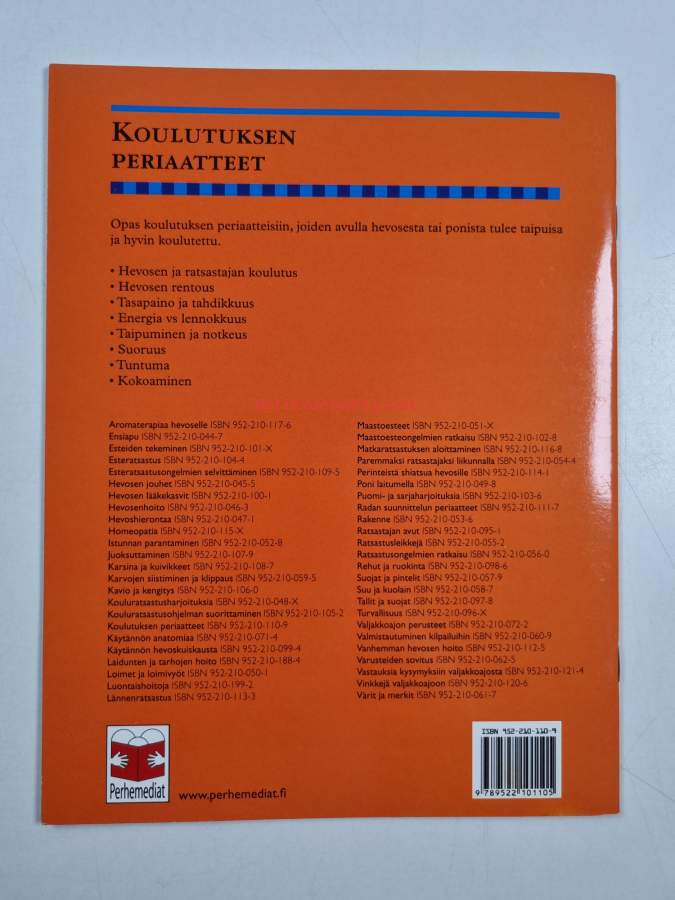 KOULUTUKSEN
PERIAATTEET
Opas koulutuksen periaatteisiin, joiden avulla hevosesta tai ponista tulee taipuisa
ja hyvin koulutettu.
• Hevosen ja ratsastajan koulutus
• Hevosen rentous
• Tasapaino ja tahdikkuus
• Energia vs lennokkuus
• Taipuminen ja notkeus
• Suoruus
• Tuntuma
• Kokoaminen
Aromaterapiaa hevoselle ISBN 952-210-117-6
Ensiapu ISBN 952-210-044-7
Esteiden tekeminen ISBN 952-210-101-X
Esteratsastus ISBN 952-210-104-4
Esteratsastusongelmien selvittäminen ISBN 952-210-109-5
Hevosen jouhet ISBN 952-210-045-5
Hevosen lääkekasvit ISBN 952-210-100-1
Hevosenhoito ISBN 952-210-046-3
Hevoshierontaa ISBN 952-210-047-1
Homeopatia ISBN 952-210-115-X
Istunnan parantaminen ISBN 952-210-052-8
Juoksuttaminen ISBN 952-210-107-9
Karsina ja kuivikkeet ISBN 952-210-108-7
Karvojen siistiminen ja klippaus ISBN 952-210-059-5
Kavio ja kengitys ISBN 952-210-106-0
Kouluratsastusharjoituksia ISBN 952-210-048-X
Kouluratsastusohjelman suorittaminen ISBN 952-210-105-2
Koulutuksen periaatteet ISBN 952-210-110-9
Käytännön anatomiaa ISBN 952-210-071-4
Käytännön hevoskuiskausta ISBN 952-210-099-4
Laidunten ja tarhojen hoito ISBN 952-210-188-4
Loimet ja loimivyöt ISBN 952-210-050-1
Luontaishoitoja ISBN 952-210-199-2
Lännenratsastus ISBN 952-210-113-3
Maastoesteet ISBN 952-210-051-X
Maastoesteongelmien ratkaisu ISBN 952-210-102-8
Matkaratsastuksen aloittaminen ISBN 952-210-116-8
Paremmaksi ratsastajaksi liikunnalla ISBN 952-210-054-4
Perinteistä shiatsua hevosille ISBN 952-210-114-1
Poni laitumella ISBN 952-210-049-8
Puomi- ja sarjaharjoituksia ISBN 952-210-103-6
Radan suunnittelun periaatteet ISBN 952-210-111-7
Rakenne ISBN 952-210-053-6
Ratsastajan avut ISBN 952-210-095-1
Ratsastusleikkejä ISBN 952-210-055-2
Ratsastusongelmien ratkaisu ISBN 952-210-056-0
Rehut ja ruokinta ISBN 952-210-098-6
Suojat ja pintelit ISBN 952-210-057-9
Suu ja kuolain ISBN 952-210-058-7
Tallit ja suojat ISBN 952-210-097-8
Turvallisuus ISBN 952-210-096-X
Valjakkoajon perusteet ISBN 952-210-072-2
Valmistautuminen kilpailuihin ISBN 952-210-060-9
Vanhemman hevosen hoito ISBN 952-210-112-5
Varusteiden sovitus ISBN 952-210-062-5
Vastauksia kysymyksiin valjakkoajosta ISBN 952-210-121-4
Vinkkejä valjakkoajoon ISBN 952-210-120-6
Värit ja merkit ISBN 952-210-061-7
Perhemediat
www.perhemediat.fi
ISBN 952-210-110-9
9 789522 101105